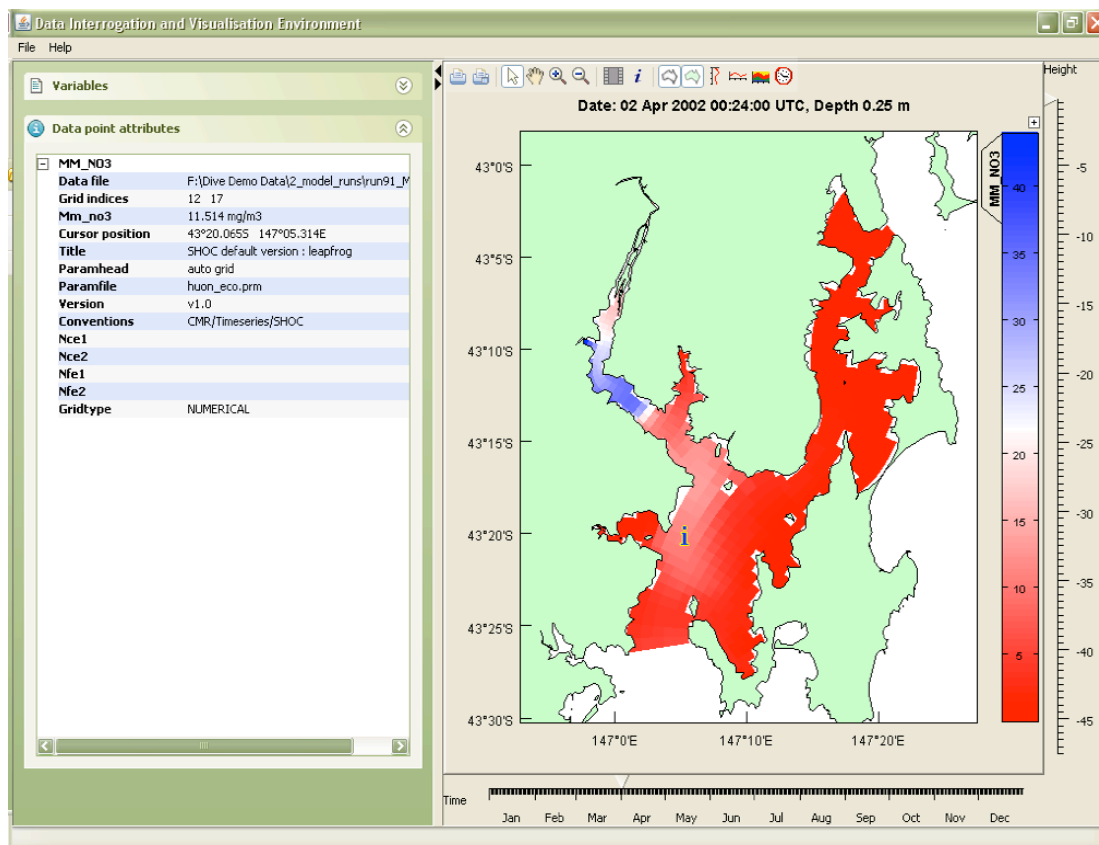 Data Interrogation and Visualisation Environment
File Help
Variables
Data point attributes
MM_NO3
Data file F:\Dive Demo Data\2_model_runs\run91_M
Grid indices 12 17
Mm_no3 11.514 mg/m3
Cursor position 43°20.065S 147°05.314E
Title SHOC default version : leapfrog
Paramhead auto grid
Paramfile huon_eco.prm
Version v1.0
Conventions CMR/Timeseries/SHOC
Nce1
Nce2
Nfe1
Nfe2
Gridtype NUMERICAL
Height
Date: 02 Apr 2002 00:24:00 UTC, Depth 0.25 m
43°0'S
43°5'S
43°10'S
43°15'S
43°20'S
43°25'S
43°30'S
147°0'E 147°10'E 147°20'E
i
MM_NO3
40
35
30
25
20
15
10
5
-5
-10
-15
-20
-25
-30
-35
-40
-45
Time
Jan Feb Mar Apr May Jun Jul Aug Sep Oct Nov Dec